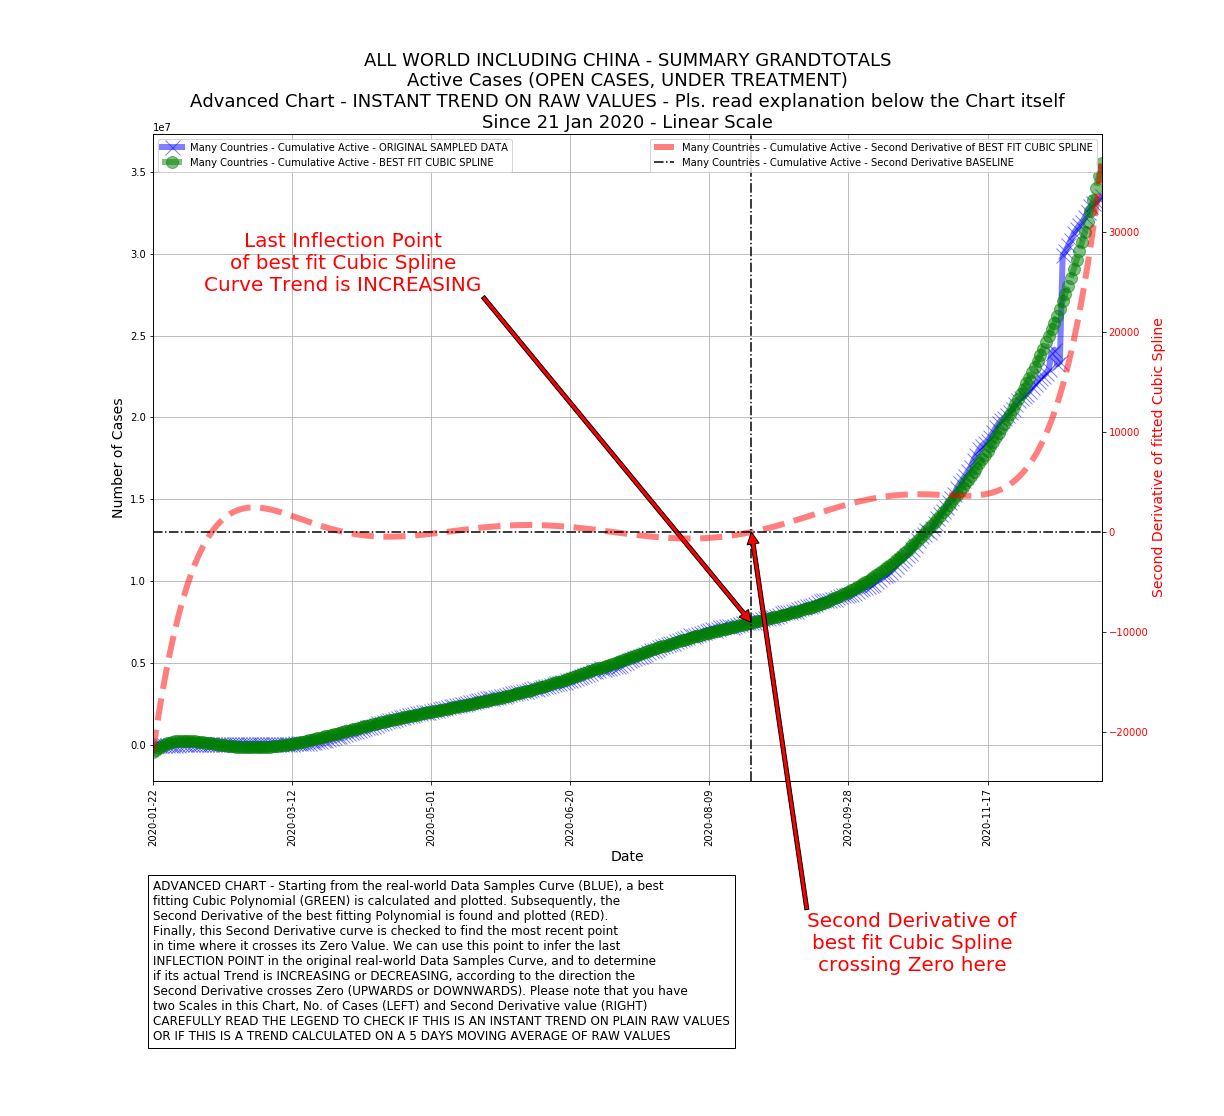 ALL WORLD INCLUDING CHINA - SUMMARY GRANDTOTALS
Active Cases (OPEN CASES, UNDER TREATMENT)
Advanced Chart - INSTANT TREND ON RAW VALUES - Pls. read explanation below the Chart itself
Since 21 Jan 2020 - Linear Scale
1e7
Many Countries - Cumulative Active - ORIGINAL SAMPLED DATA
Many Countries - Cumulative Active - BEST FIT CUBIC SPLINE
Many Countries - Cumulative Active - Second Derivative of BEST FIT CUBIC SPLINE
Many Countries - Cumulative Active - Second Derivative BASELINE
Last Inflection Point
of best fit Cubic Spline
Curve Trend is INCREASING
Number of Cases
3.5
3.0
2.5
2.0
1.5
1.0
0.5
0.0
30000
20000
10000
0
−10000
−20000
Second Derivative of fitted Cubic Spline
2020-01-22
2020-03-12
2020-05-01
2020-06-20
2020-08-09
2020-09-28
2020-11-17
Date
ADVANCED CHART - Starting from the real-world Data Samples Curve (BLUE), a best
fitting Cubic Polynomial (GREEN) is calculated and plotted. Subsequently, the
Second Derivative of the best fitting Polynomial is found and plotted (RED).
Finally, this Second Derivative curve is checked to find the most recent point
in time where it crosses its Zero Value. We can use this point to infer the last
INFLECTION POINT in the original real-world Data Samples Curve, and to determine
if its actual Trend is INCREASING or DECREASING, according to the direction the
Second Derivative crosses Zero (UPWARDS or DOWNWARDS). Please note that you have
two Scales in this Chart, No. of Cases (LEFT) and Second Derivative value (RIGHT)
CAREFULLY READ THE LEGEND TO CHECK IF THIS IS AN INSTANT TREND ON PLAIN RAW VALUES
OR IF THIS IS A TREND CALCULATED ON A 5 DAYS MOVING AVERAGE OF RAW VALUES
Second Derivative of
best fit Cubic Spline
crossing Zero here